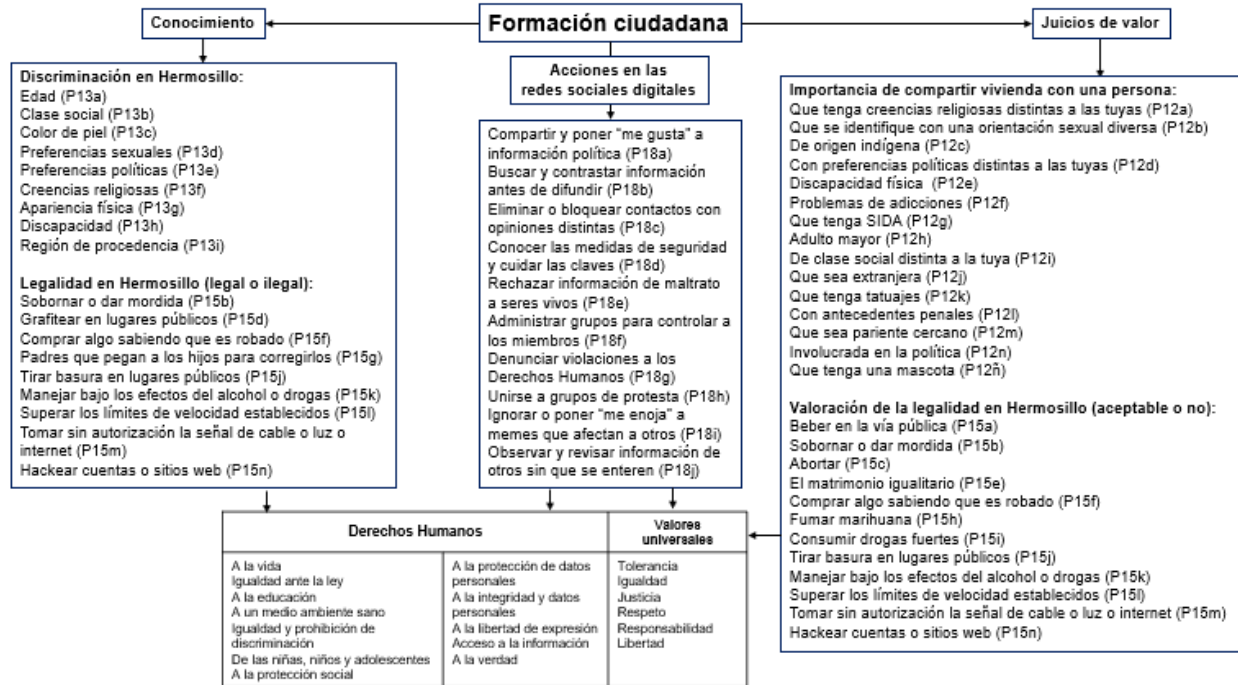 Formación ciudadana
Conocimiento
Juicios de valor
Discriminación en Hermosillo:
Edad (P13a)
Clase social (P13b)
Color de piel (P13c)
Preferencias sexuales (P13d)
Preferencias políticas (P13e)
Creencias religiosas (P13f)
Apariencia física (P13g)
Discapacidad (P13h)
Región de procedencia (P13i)
Legalidad en Hermosillo (legal o ilegal):
Sobornar o dar mordida (P15b)
Grafitear en lugares públicos (P15d)
Comprar algo sabiendo que es robado (P15f)
Padres que pegan a los hijos para corregirlos (P15g)
Tirar basura en lugares públicos (P15j)
Manejar bajo los efectos del alcohol o drogas (P15k)
Superar los límites de velocidad establecidos (P15l)
Tomar sin autorización la señal de cable o luz o
internet (P15m)
Hackear cuentas o sitios web (P15n)
Acciones en las
redes sociales digitales
Compartir y poner "me gusta" a
información política (P18a)
Buscar y contrastar información
antes de difundir (P18b)
Eliminar o bloquear contactos con
opiniones distintas (P18c)
Conocer las medidas de seguridad
y cuidar las claves (P18d)
Rechazar información de maltrato
a seres vivos (P18e)
Administrar grupos para controlar a
los miembros (P18f)
Denunciar violaciones a los
Derechos Humanos (P18g)
Unirse a grupos de protesta (P18h)
Ignorar o poner "me enoja" a
memes que afectan a otros (P18i)
Observar y revisar información de
otros sin que se enteren (P18j)
Importancia de compartir vivienda con una persona:
Que tenga creencias religiosas distintas a las tuyas (P12a)
Que se identifique con una orientación sexual diversa (P12b)
De origen indígena (P12c)
Con preferencias políticas distintas a las tuyas (P12d)
Discapacidad física (P12e)
Problemas de adicciones (P12f)
Que tenga SIDA (P12g)
Adulto mayor (P12h)
De clase social distinta a la tuya (P12i)
Que sea extranjera (P12j)
Que tenga tatuajes (P12k)
Con antecedentes penales (P12l)
Que sea pariente cercano (P12m)
Involucrada en la política (P12n)
Que tenga una mascota (P12ñ)
Valoración de la legalidad en Hermosillo (aceptable o no):
Beber en la vía pública (P15a)
Sobornar o dar mordida (P15b)
Abortar (P15c)
El matrimonio igualitario (P15e)
Comprar algo sabiendo que es robado (P15f)
Fumar marihuana (P15h)
Consumir drogas fuertes (P15i)
Tirar basura en lugares públicos (P15j)
Manejar bajo los efectos del alcohol o drogas (P15k)
Superar los límites de velocidad establecidos (P15l)
Tomar sin autorización la señal de cable o luz o internet (P15m)
Hackear cuentas o sitios web (P15n)
Derechos Humanos
Valores
universales
A la vida
Igualdad ante la ley
A la educación
A un medio ambiente sano
Igualdad y prohibición de
discriminación
De las niñas, niños y adolescentes
A la protección social
A la protección de datos
personales
A la integridad y datos
personales
A la libertad de expresión
Acceso a la información
A la verdad
Tolerancia
Igualdad
Justicia
Respeto
Responsabilidad
Libertad